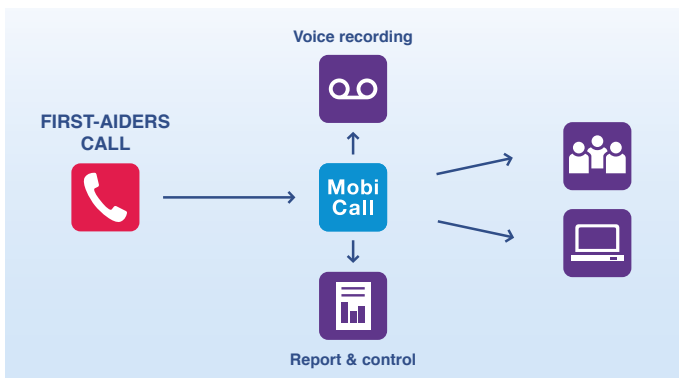 Voice recording
FIRST-AIDERS
CALL
Mobi
Call
Report & control